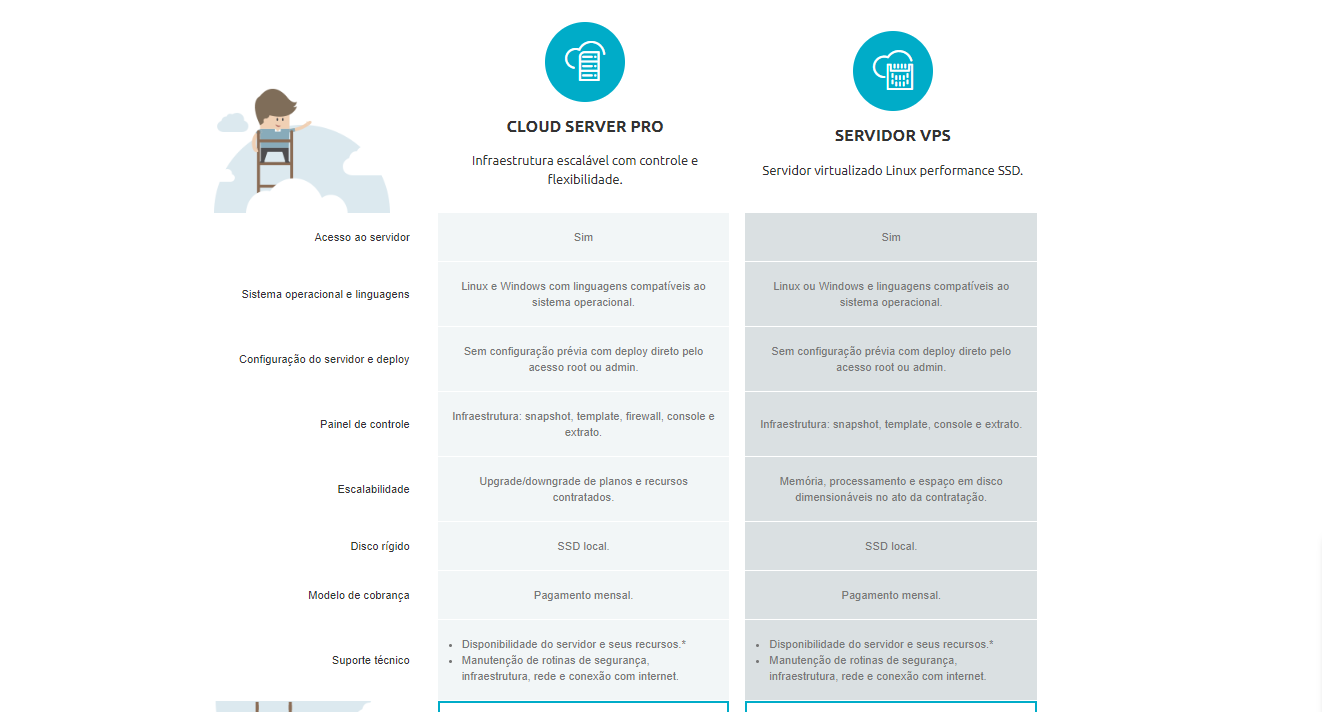 CLOUD SERVER PRO
Infraestrutura escalável com controle e
flexibilidade.
SERVIDOR VPS
Servidor virtualizado Linux performance SSD.
Acesso ao servidor
Sim
Sim
Sistema operacional e linguagens
Linux e Windows com linguagens compatíveis ao
sistema operacional.
Linux ou Windows e linguagens compatíveis ao
sistema operacional.
Configuração do servidor e deploy
Sem configuração prévia com deploy direto pelo
acesso root ou admin.
Sem configuração prévia com deploy direto pelo
acesso root ou admin.
Painel de controle
Infraestrutura: snapshot, template, firewall, console e
extrato.
Infraestrutura: snapshot, template, console e extrato.
Escalabilidade
Upgrade/downgrade de planos e recursos
contratados.
Memória, processamento e espaço em disco
dimensionáveis no ato da contratação.
Disco rígido
SSD local.
SSD local.
Modelo de cobrança
Pagamento mensal.
Pagamento mensal.
Suporte técnico
• Disponibilidade do servidor e seus recursos.*
• Manutenção de rotinas de segurança,
infraestrutura, rede e conexão com internet.
• Disponibilidade do servidor e seus recursos.*
• Manutenção de rotinas de segurança,
infraestrutura, rede e conexão com internet.